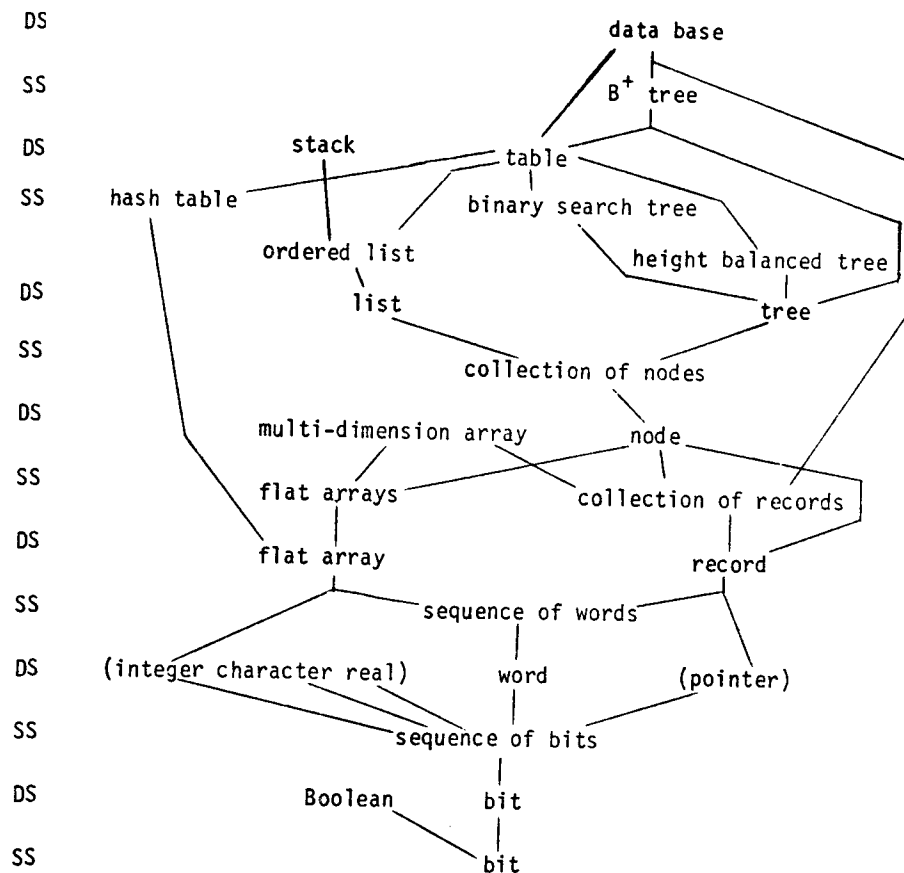 DS
data base
SS
B+ tree
DS stack table
SS hash table binary search tree
ordered list height balanced tree
DS list tree
SS
collection of nodes
DS
multi-dimension array node
SS flat arrays collection of records
DS flat array record
SS sequence of words
DS (integer character real) word (pointer)
SS sequence of bits
DS Boolean bit
SS bit